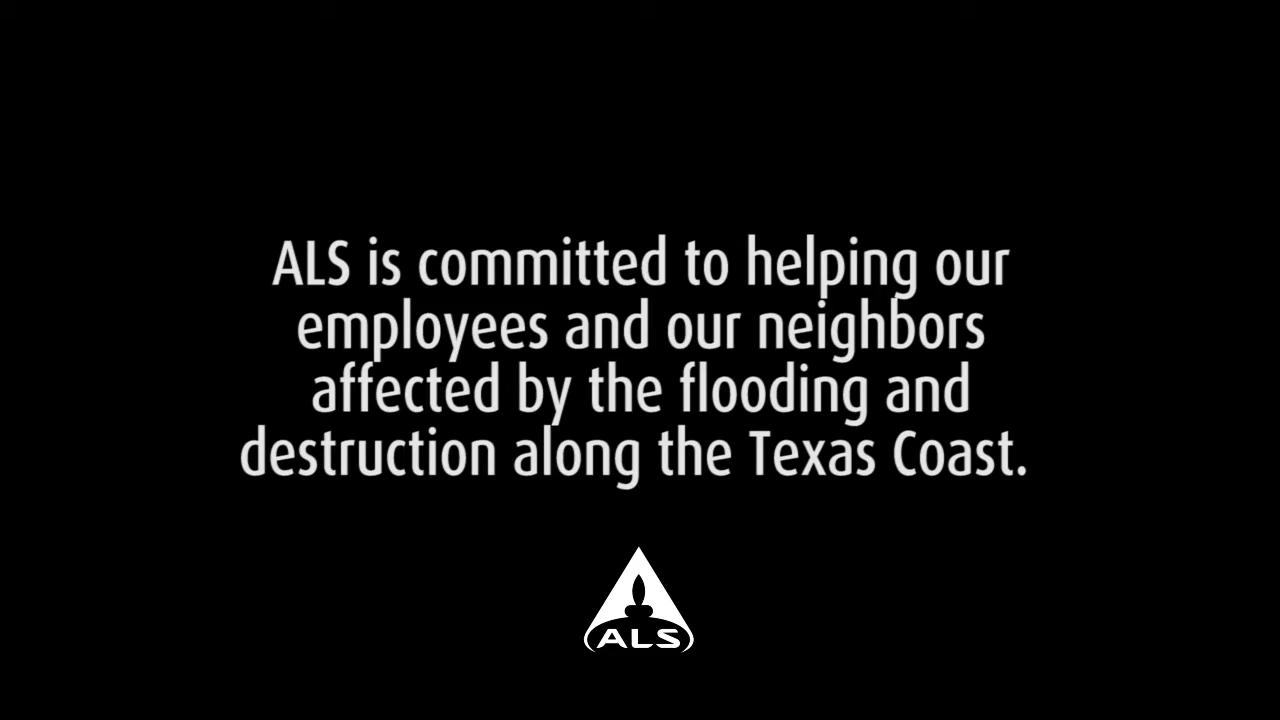 ALS is committed to helping our
employees and our neighbors
affected by the flooding and
destruction along the Texas Coast.
ALS